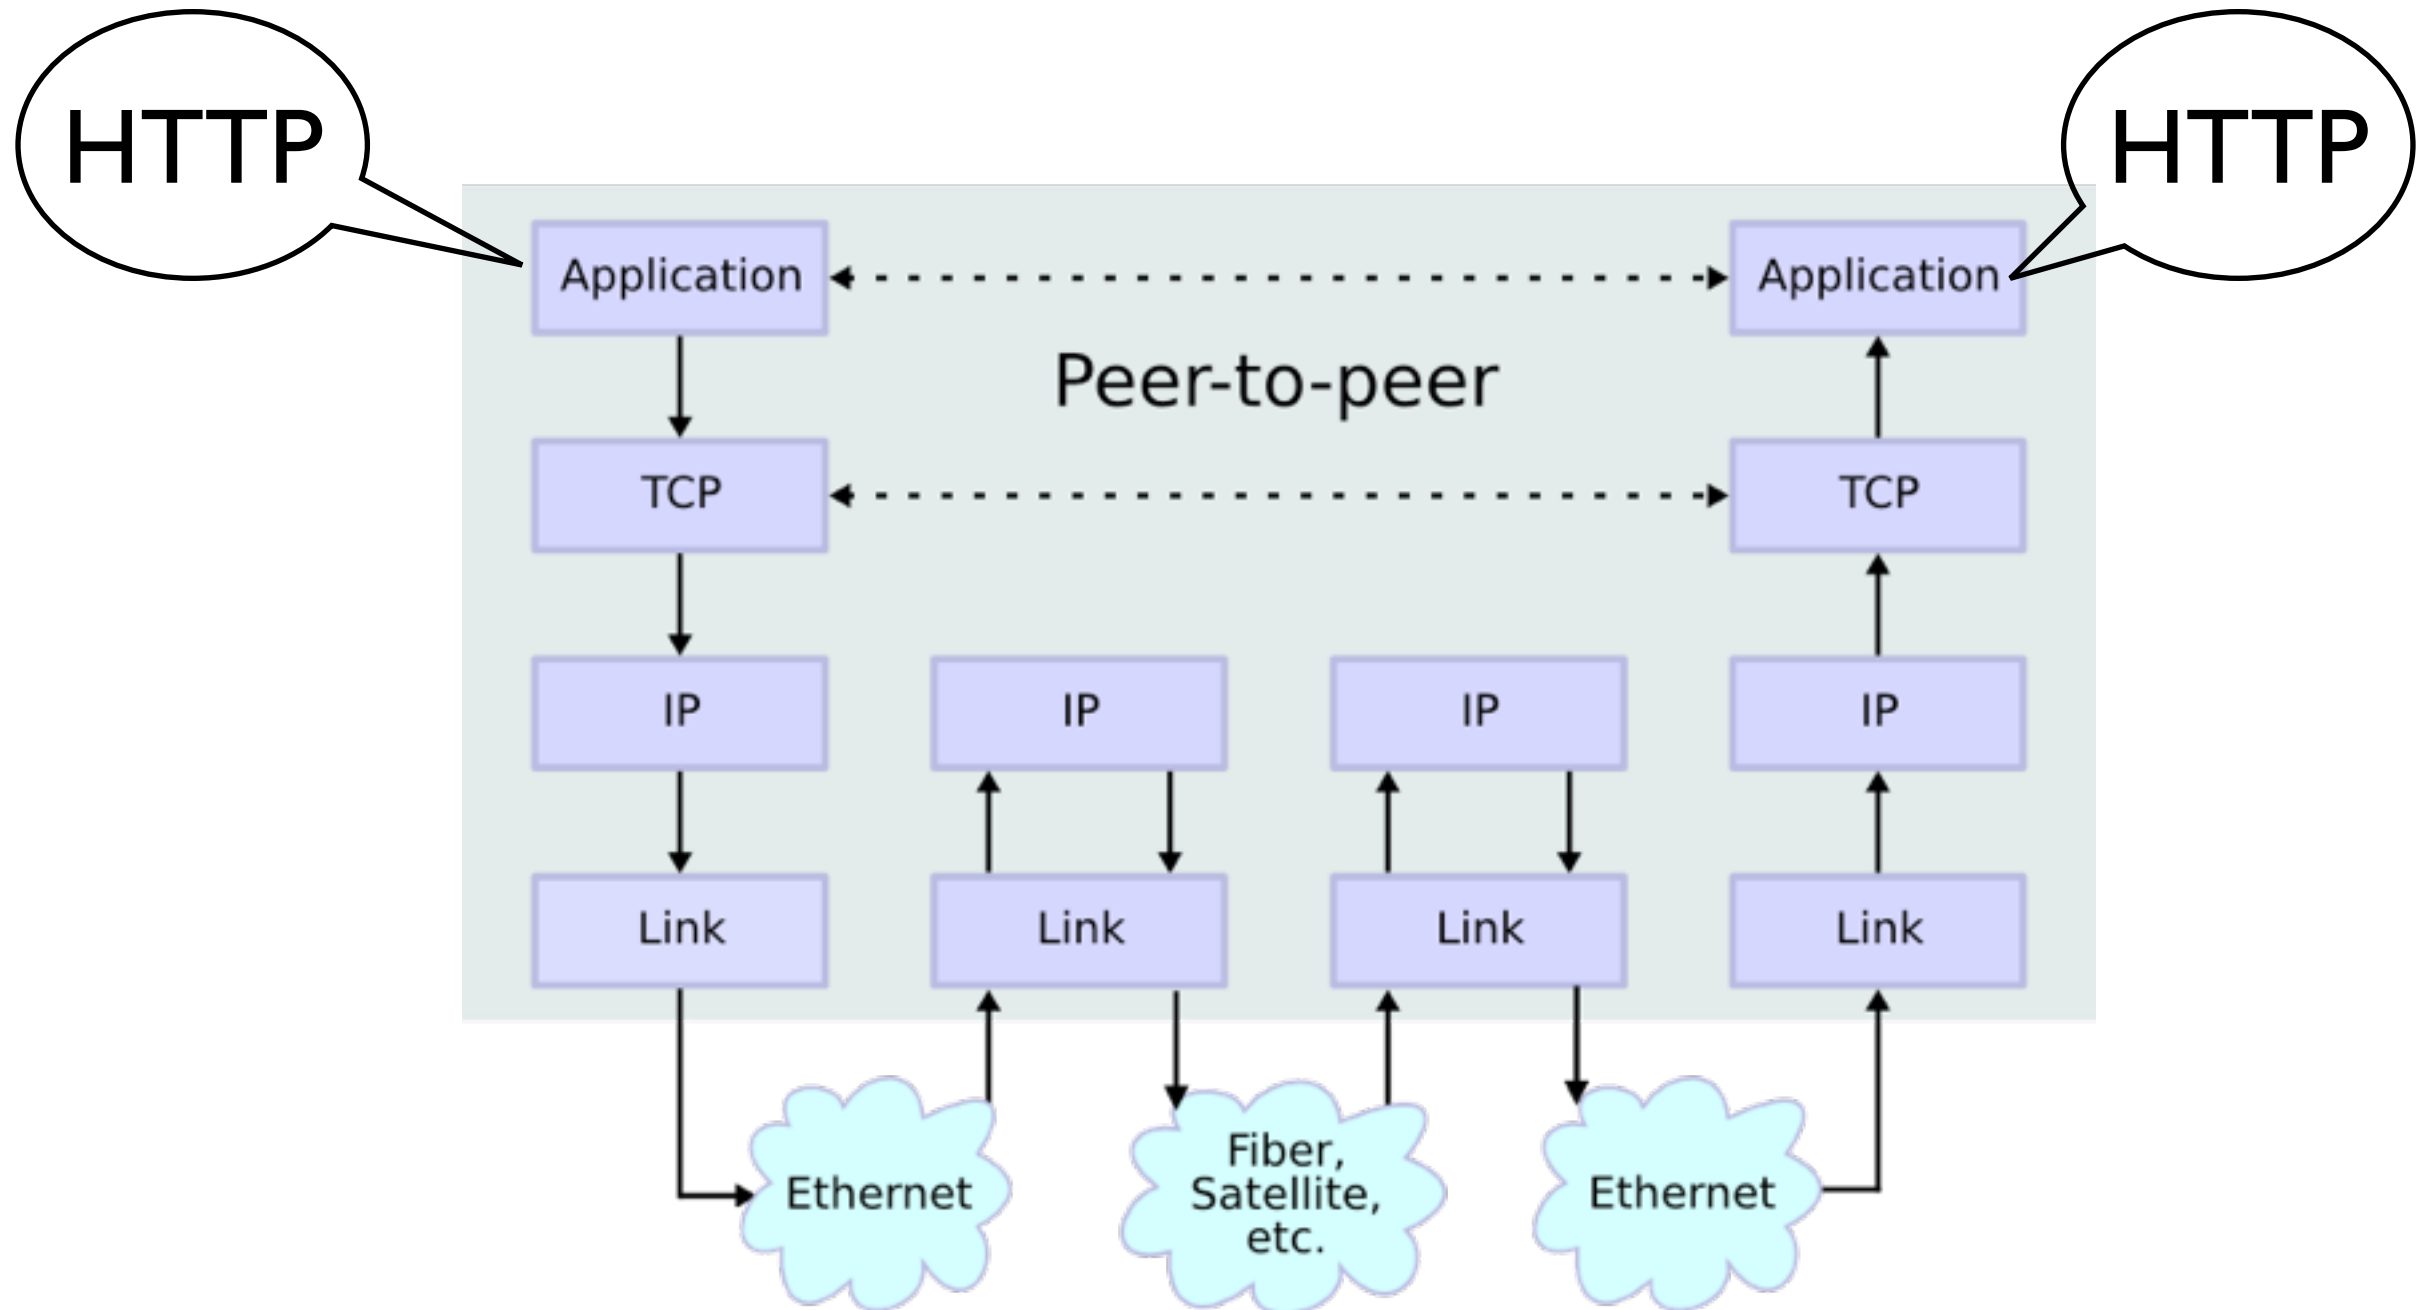 HTTP
HTTP
Application
Application
Peer-to-peer
TCP
TCP
IP
IP
IP
IP
Link
Link
Link
Link
Ethernet
Fiber,
Satellite,
etc.
Ethernet